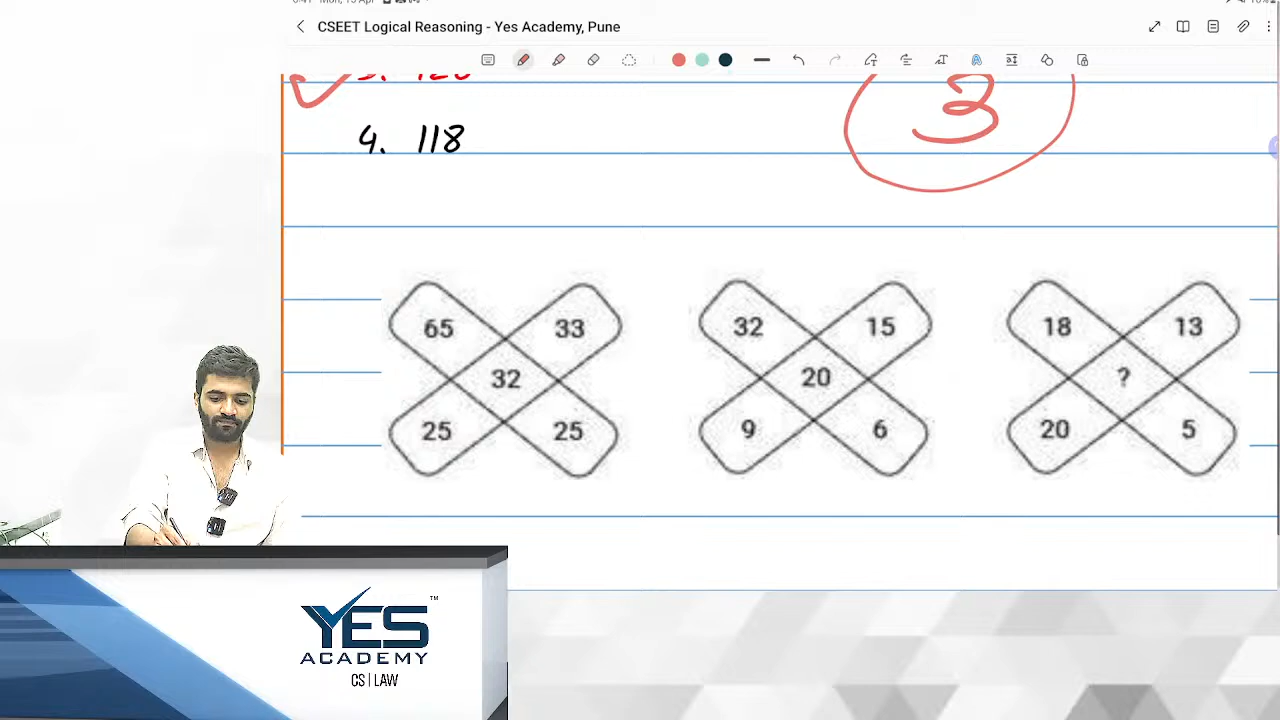 CSEET Logical Reasoning - Yes Academy, Pune
3
4. 118
65 33
32
25 25
32 15
20
9 6
18 13
?
20 5
YES™
ACADEMY
CS | LAW